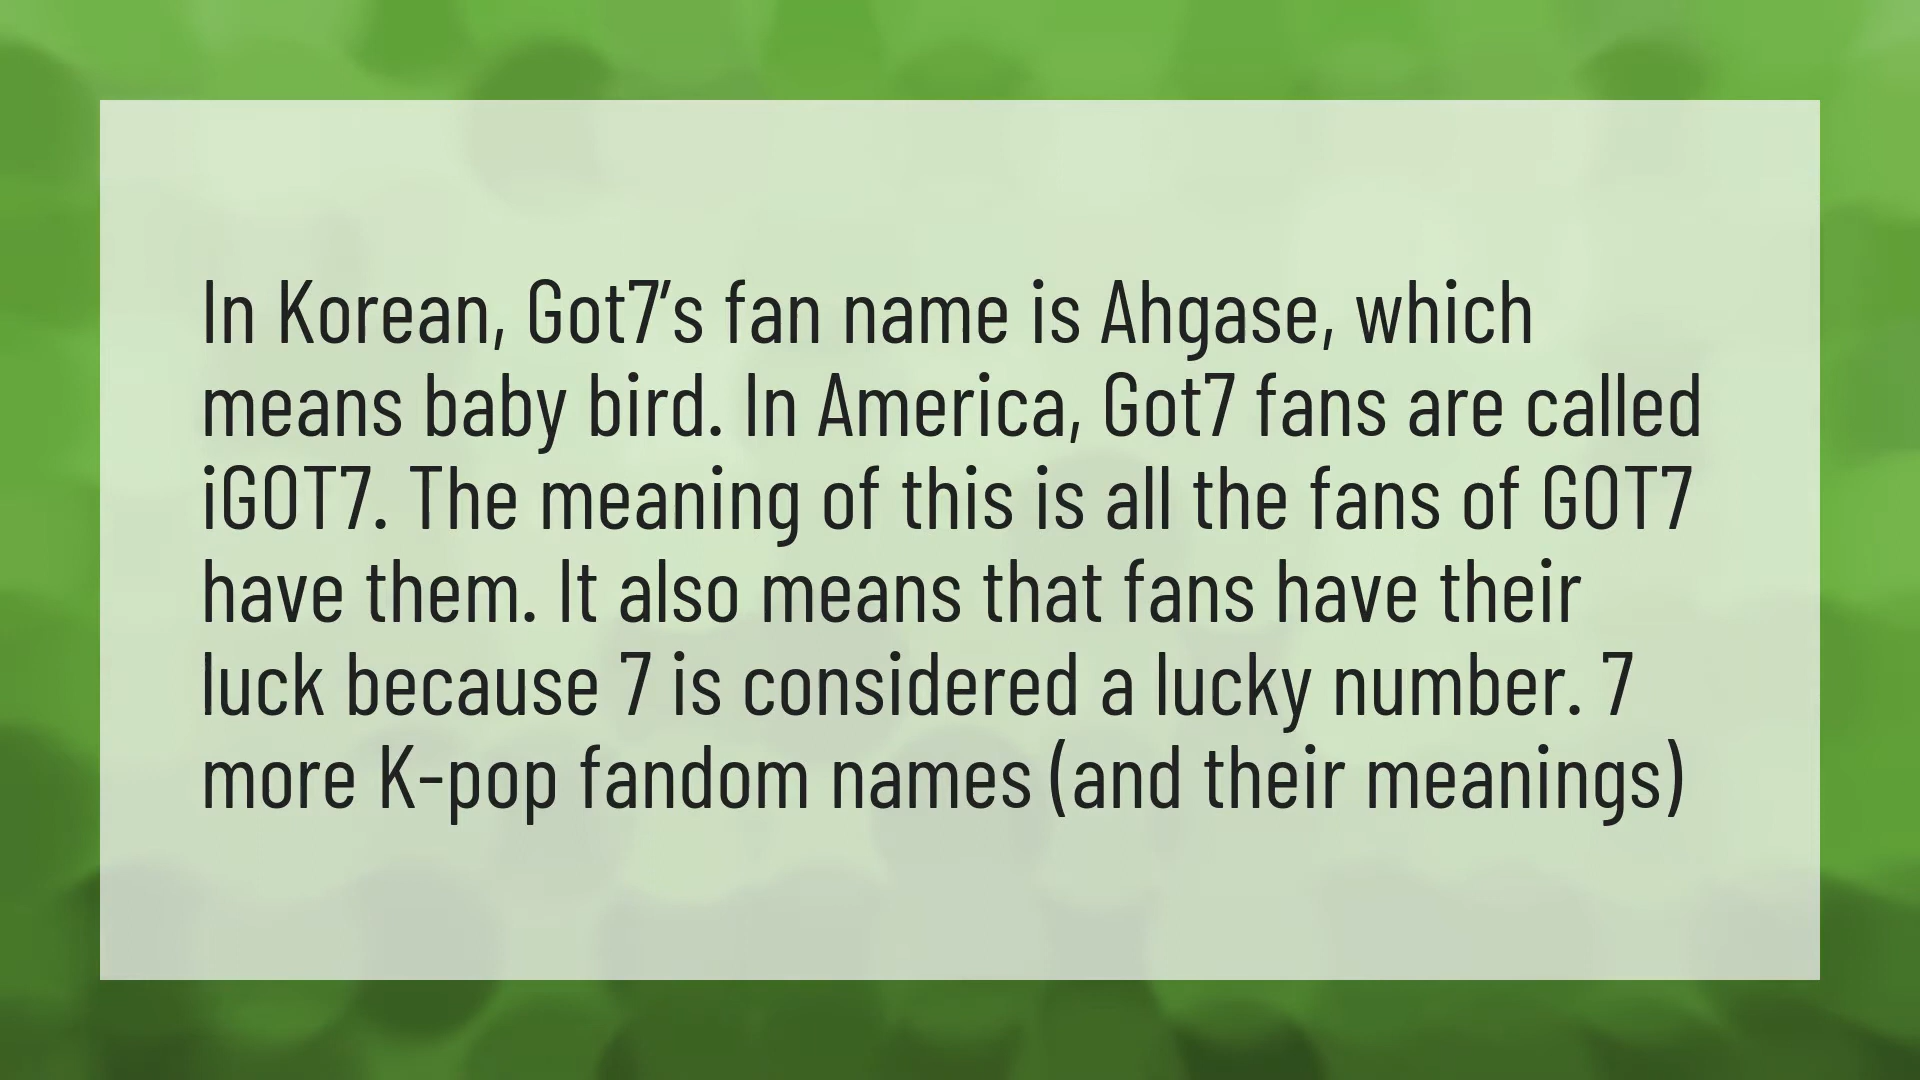 In Korean, Got7’s fan name is Ahgase, which
means baby bird. In America, Got7 fans are called
iGOT7. The meaning of this is all the fans of GOT7
have them. It also means that fans have their
luck because 7 is considered a lucky number. 7
more K-pop fandom names (and their meanings)